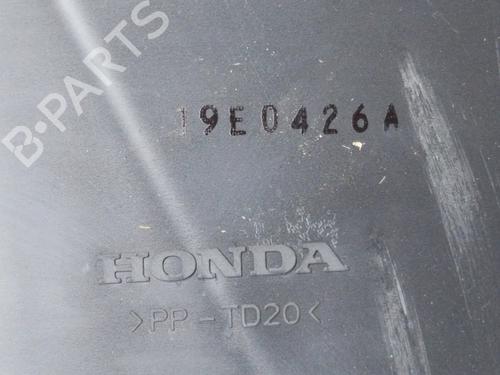 B-PARTS
19E0426A
HONDA
>PP-TD20<